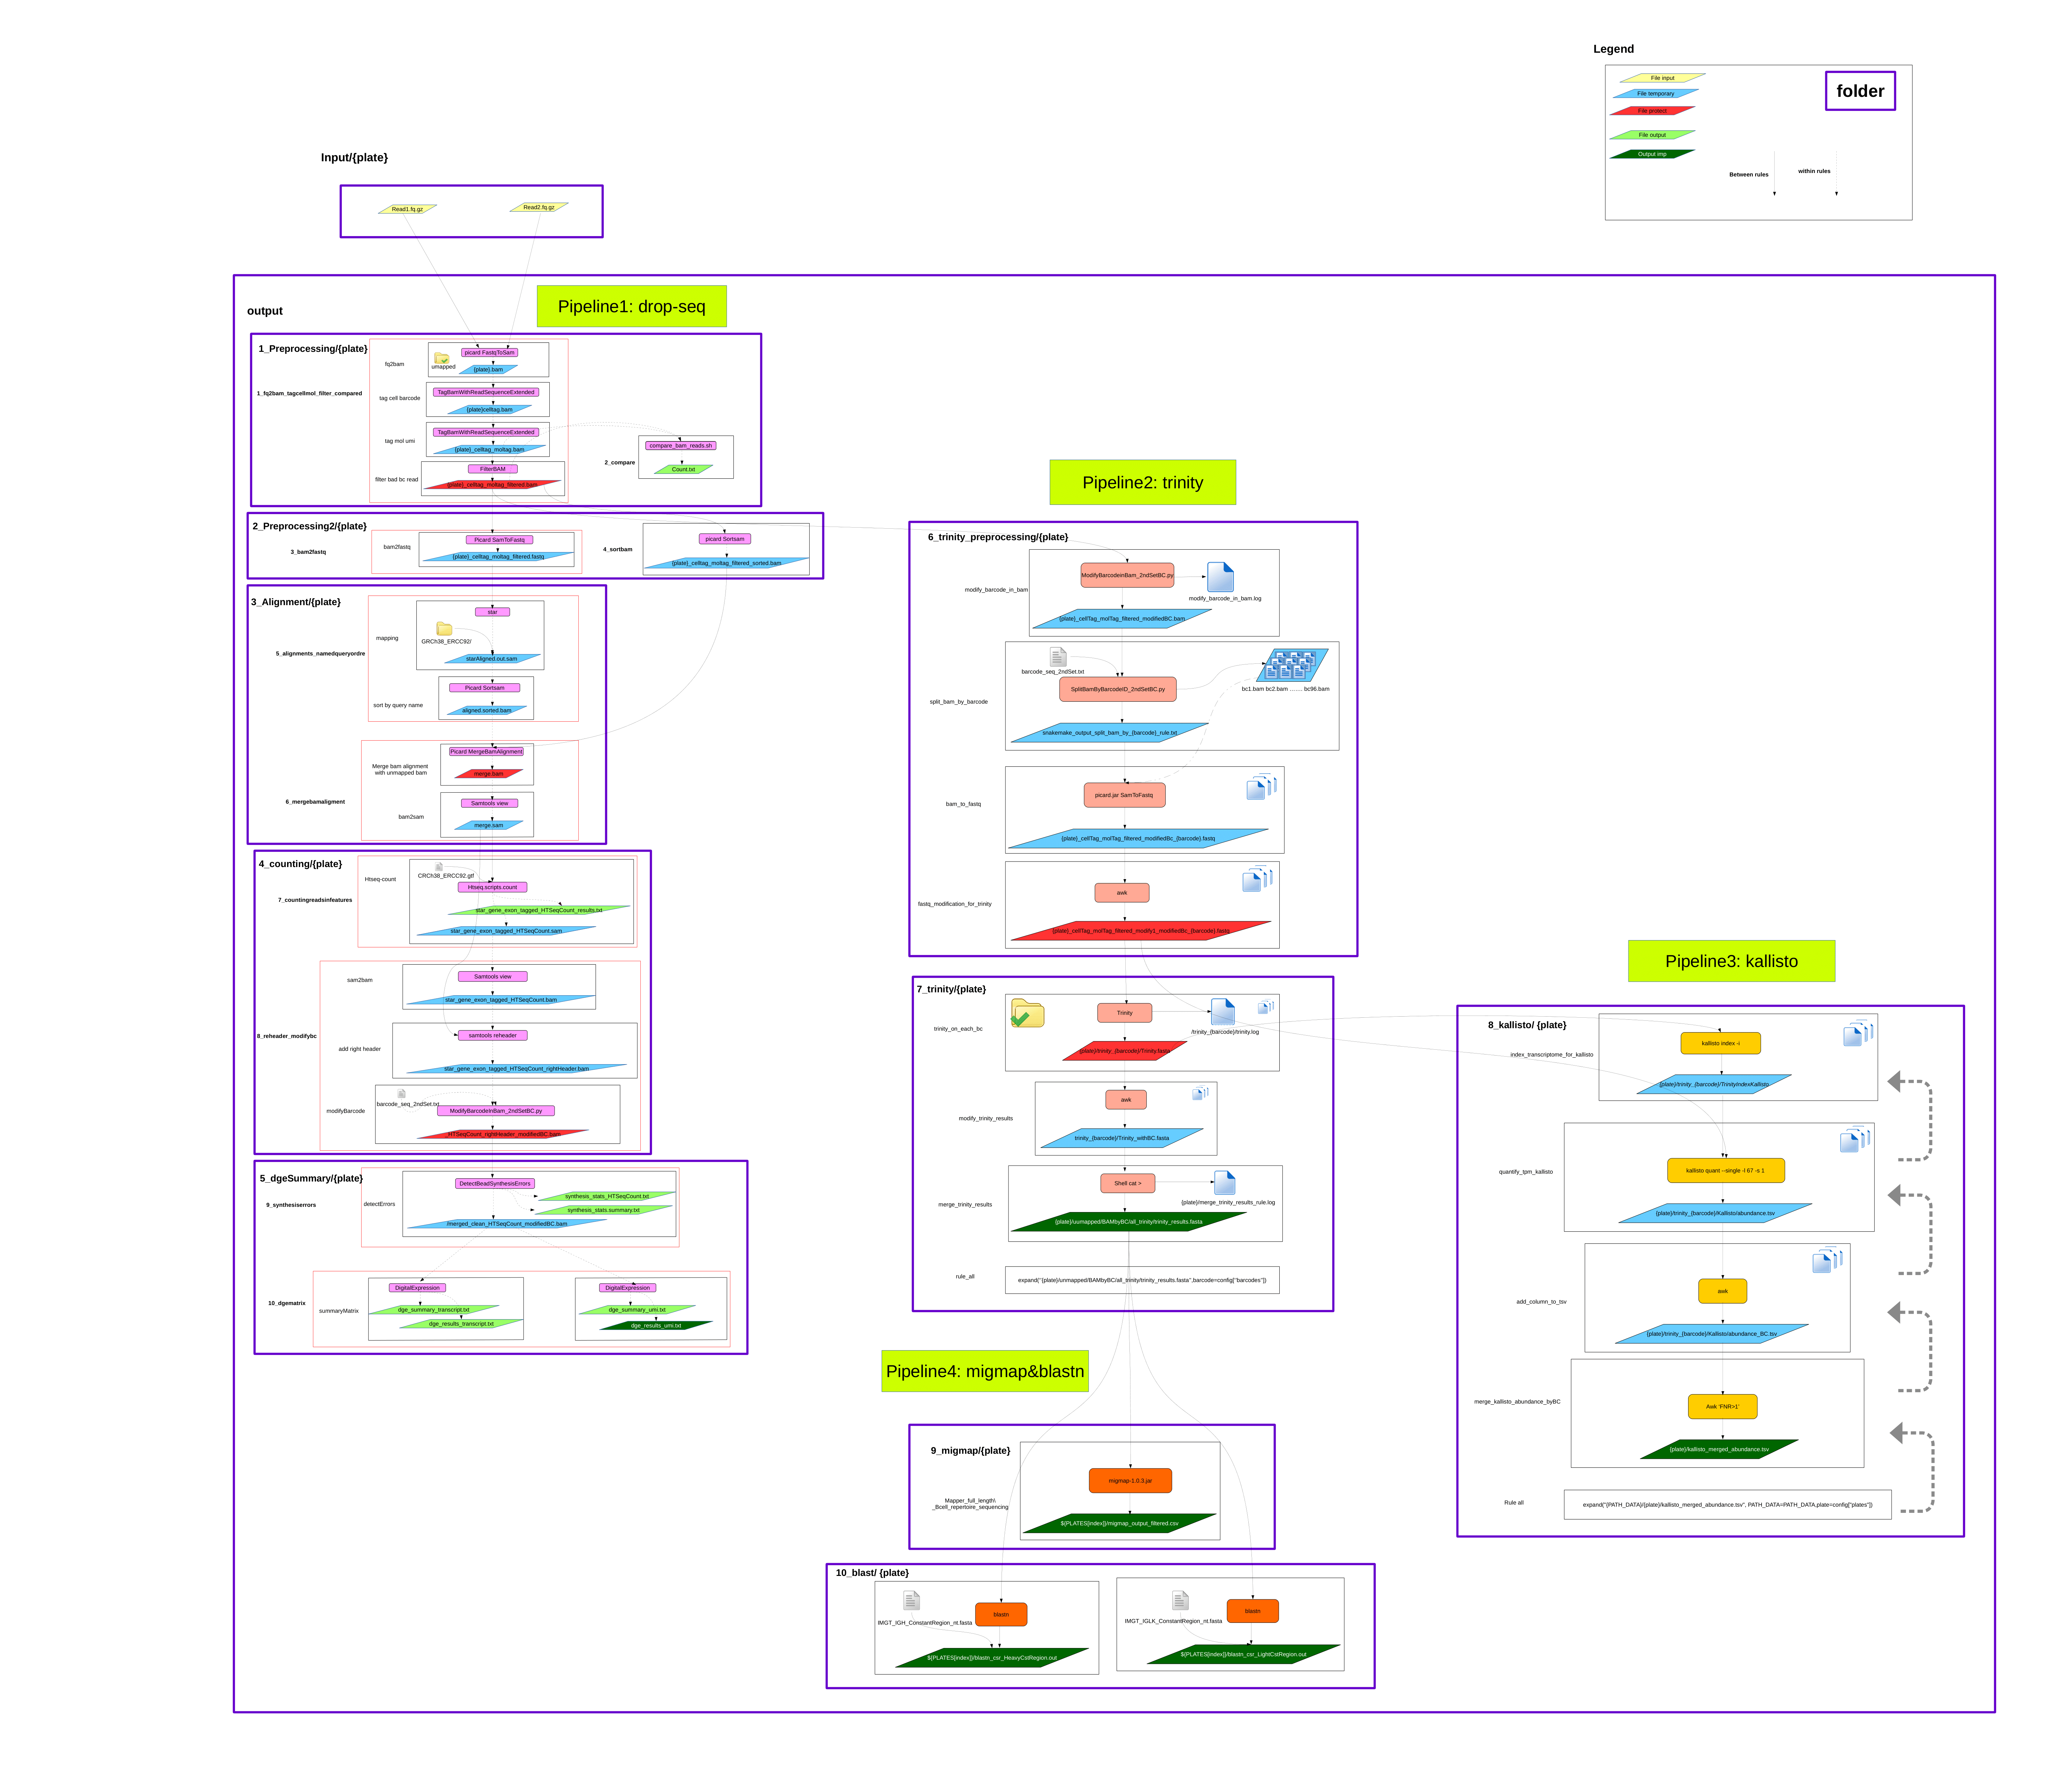 Legend
File input
File temporary
File protect
File output
Output imp
folder
Between rules
within rules
Input/{plate}
Read1.fq.gz
Read2.fq.gz
output
Pipeline1: drop-seq
1_Preprocessing/{plate}
1_fq2bam_tagcellmol_filter_compared
fq2bam
umapped
picard FastqToSam
{plate}.bam
tag cell barcode
TagBamWithReadSequenceExtended
{plate}celltag.bam
tag mol umi
TagBamWithReadSequenceExtended
{plate}_celltag_moltag.bam
filter bad bc read
FilterBAM
{plate}_celltag_moltag_filtered.bam
2_compare
compare_bam_reads.sh
Count.txt
2_Preprocessing2/{plate}
3_bam2fastq
bam2fastq
Picard SamToFastq
{plate}_celltag_moltag_filtered.fastq
4_sortbam
picard Sortsam
{plate}_celltag_moltag_filtered_sorted.bam
3_Alignment/{plate}
5_alignments_namedqueryordre
mapping
star
GRCh38_ERCC92/
starAligned.out.sam
sort by query name
Picard Sortsam
aligned.sorted.bam
6_mergebamaligment
Merge bam alignment
with unmapped bam
Picard MergeBamAlignment
merge.bam
bam2sam
Samtools view
merge.sam
4_counting/{plate}
7_countingreadsinfeatures
Htseq-count
CRCh38_ERCC92.gtf
Htseq.scripts.count
star_gene_exon_tagged_HTSeqCount_results.txt
star_gene_exon_tagged_HTSeqCount.sam
8_reheader_modifybc
sam2bam
Samtools view
star_gene_exon_tagged_HTSeqCount.bam
add right header
samtools reheader
star_gene_exon_tagged_HTSeqCount_rightHeader.bam
modifyBarcode
barcode_seq_2ndSet.txt
ModifyBarcodeInBam_2ndSetBC.py
_HTSeqCount_rightHeader_modifiedBC.bam
5_dgeSummary/{plate}
9_synthesiserrors
detectErrors
DetectBeadSynthesisErrors
synthesis_stats_HTSeqCount.txt
synthesis_stats.summary.txt
/merged_clean_HTSeqCount_modifiedBC.bam
10_dgematrix
summaryMatrix
DigitalExpression
dge_summary_transcript.txt
dge_results_transcript.txt
DigitalExpression
dge_summary_umi.txt
dge_results_umi.txt
Pipeline2: trinity
6_trinity_preprocessing/{plate}
modify_barcode_in_bam
ModifyBarcodeinBam_2ndSetBC.py
modify_barcode_in_bam.log
{plate}_cellTag_molTag_filtered_modifiedBC.bam
split_bam_by_barcode
barcode_seq_2ndSet.txt
SplitBamByBarcodeID_2ndSetBC.py
bc1.bam bc2.bam ……. bc96.bam
snakemake_output_split_bam_by_{barcode}_rule.txt
bam_to_fastq
picard.jar SamToFastq
{plate}_cellTag_molTag_filtered_modifiedBc_{barcode}.fastq
fastq_modification_for_trinity
awk
{plate}_cellTag_molTag_filtered_modify1_modifiedBc_{barcode}.fastq
7_trinity/{plate}
trinity_on_each_bc
Trinity
/trinity_{barcode}/trinity.log
{plate}/trinity_{barcode}/Trinity.fasta
modify_trinity_results
awk
trinity_{barcode}/Trinity_withBC.fasta
merge_trinity_results
Shell cat >
{plate}/merge_trinity_results_rule.log
{plate}/uumapped/BAMbyBC/all_trinity/trinity_results.fasta
rule_all
expand("{plate}/unmapped/BAMbyBC/all_trinity/trinity_results.fasta",barcode=config["barcodes"])
Pipeline3: kallisto
8_kallisto/ {plate}
index_transcriptome_for_kallisto
kallisto index -i
{plate}/trinity_{barcode}/TrinityIndexKallisto
quantify_tpm_kallisto
kallisto quant --single -l 67 -s 1
{plate}/trinity_{barcode}/Kallisto/abundance.tsv
add_column_to_tsv
awk
{plate}/trinity_{barcode}/Kallisto/abundance_BC.tsv
merge_kallisto_abundance_byBC
Awk 'FNR>1'
{plate}/kallisto_merged_abundance.tsv
Rule all
expand("{PATH_DATA}/{plate}/kallisto_merged_abundance.tsv", PATH_DATA=PATH_DATA,plate=config["plates"])
Pipeline4: migmap&blastn
9_migmap/{plate}
Mapper_full_length\
_Bcell_repertoire_sequencing
migmap-1.0.3.jar
${PLATES[index]}/migmap_output_filtered.csv
10_blast/ {plate}
IMGT_IGH_ConstantRegion_nt.fasta
blastn
${PLATES[index]}/blastn_csr_HeavyCstRegion.out
IMGT_IGLK_ConstantRegion_nt.fasta
blastn
${PLATES[index]}/blastn_csr_LightCstRegion.out